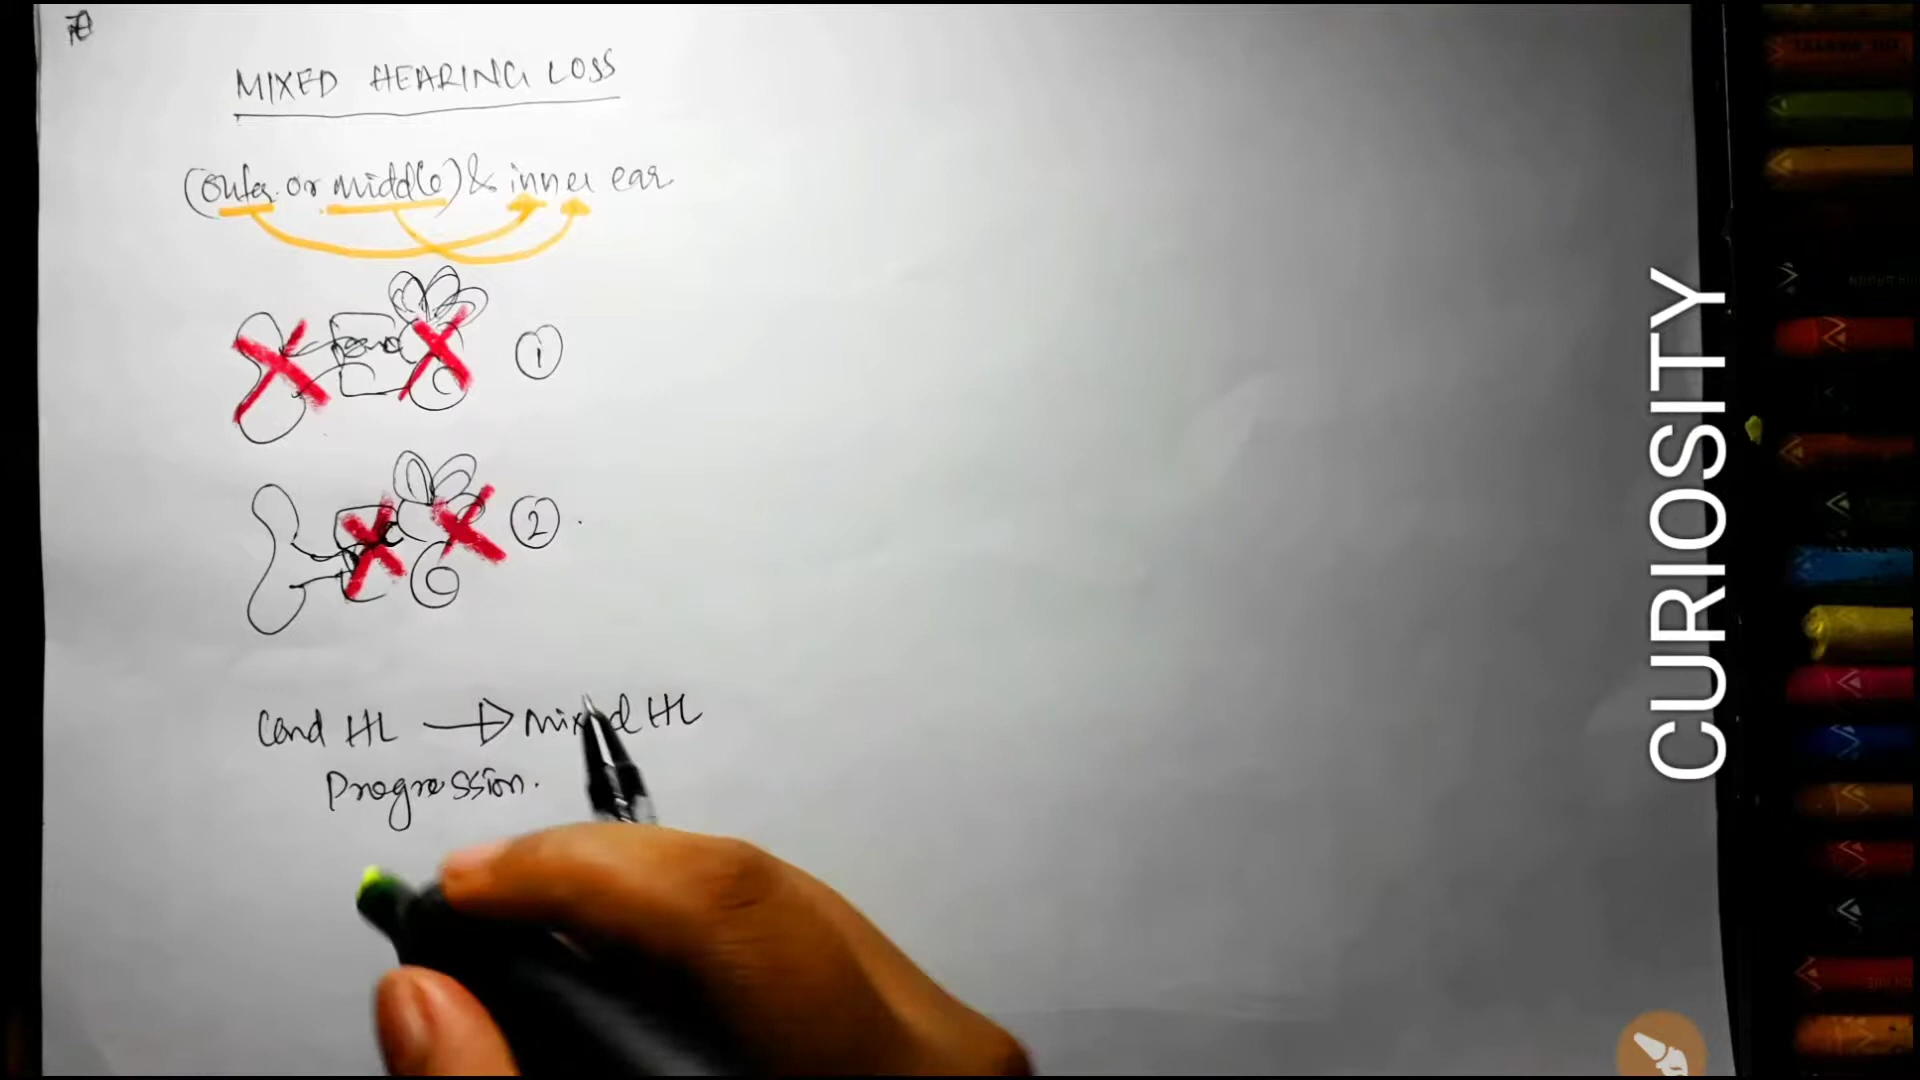 MIXED HEARING LOSS
(outer or middle) & inner ear
1
2
Cond HL → Mixed HL
Progression.
CURIOSITY